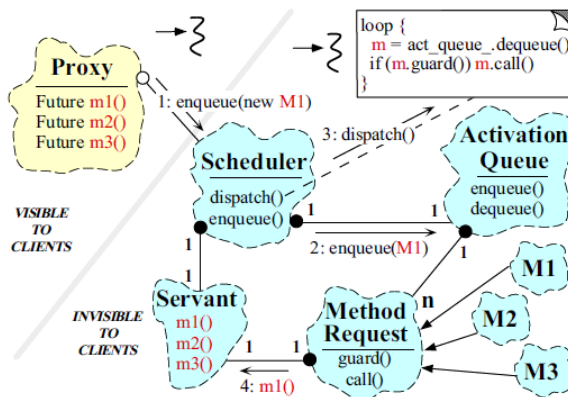 loop {
m = act_queue_.dequeue()
if (m.guard()) m.call()
}
Proxy
Future m1()
Future m2()
Future m3()
1: enqueue(new M1)
3: dispatch()
Scheduler
dispatch()
enqueue()
Activation
Queue
enqueue()
dequeue()
VISIBLE
TO
CLIENTS
1
1
2: enqueue(M1)
1
1
1
INVISIBLE
TO
CLIENTS
Servant
m1()
m2()
m3()
1
1
4: m1()
Method
Request
guard()
call()
n
M1
M2
M3